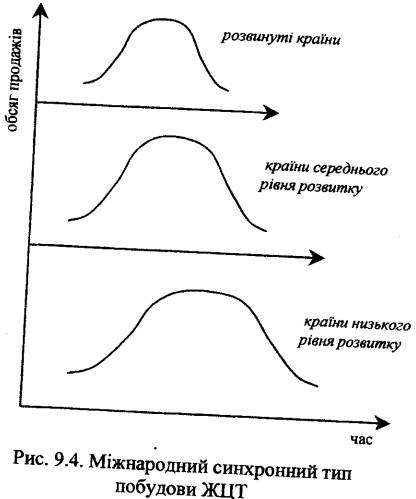 обсяг продажів
розвинуті країни
країни середнього
рівня розвитку
країни низького
рівня розвитку
час
Рис. 9.4. Міжнародний синхронний тип
побудови ЖЦТ